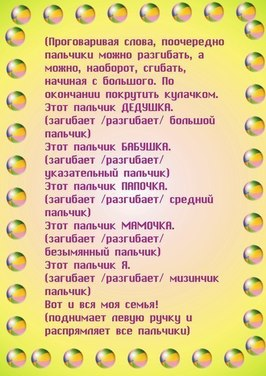 (Проговаривая слова, поочередно
пальчики можно разгибать, а
можно, наоборот, сгибать,
начиная с большого. По
окончании покрутить кулачком.
Этот пальчик ДЕДУШКА.
(загибает /разгибает/ большой
пальчик)
Этот пальчик БАБУШКА.
(загибает /разгибает/
указательный пальчик)
Этот пальчик ПАПОЧКА.
(загибает /разгибает/ средний
пальчик)
Этот пальчик МАМОЧКА.
(загибает /разгибает/
безымянный пальчик)
Этот пальчик Я.
(загибает /разгибает/ мизинчик
пальчик)
Вот и вся моя семья!
(поднимает левую ручку и
распрямляет все пальчики)